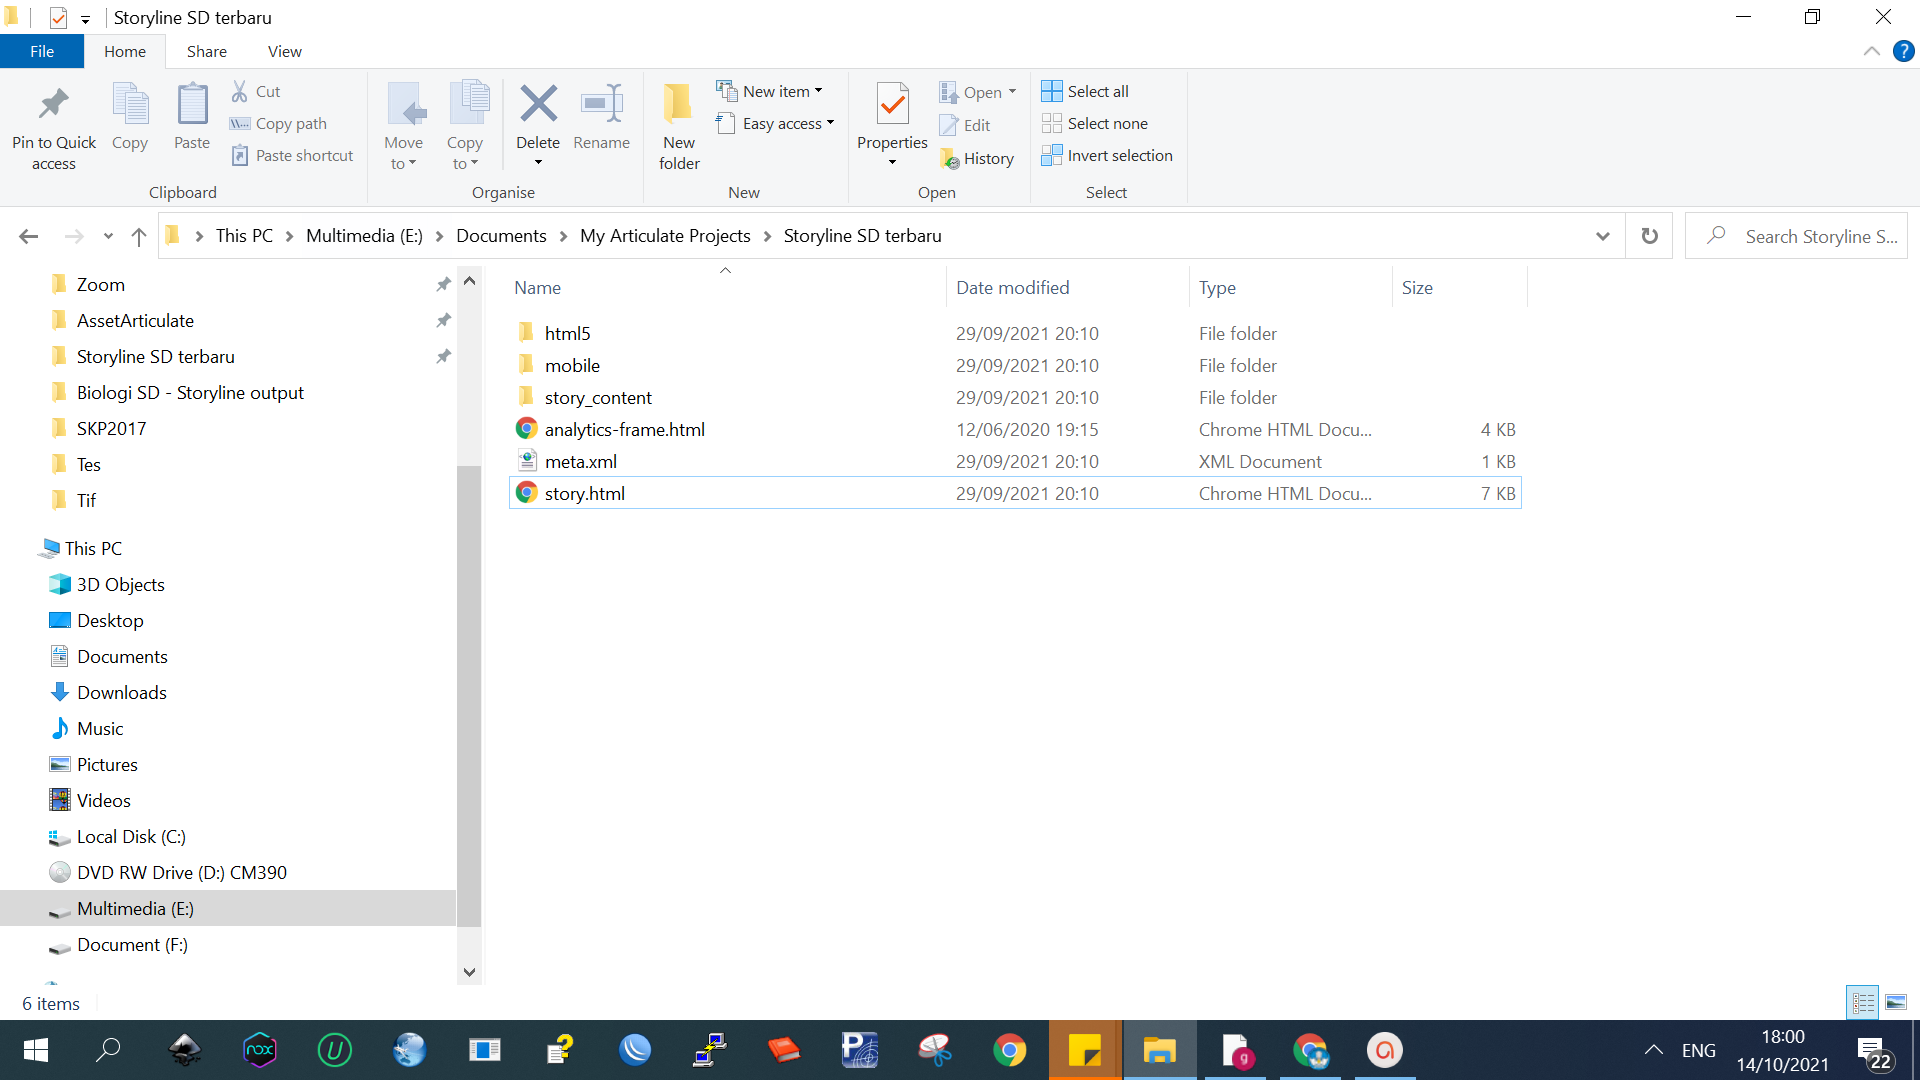 Storyline SD terbaru
File
Home
Share
View
Pin to Quick access
Copy
Paste
Cut
Copy path
Paste shortcut
Clipboard
Move to
Copy to
Delete
Rename
Organise
New folder
New item
Easy access
New
Properties
Open
Edit
History
Open
Select all
Select none
Invert selection
Select
This PC
Multimedia (E:)
Documents
My Articulate Projects
Storyline SD terbaru
Search Storyline S...
Zoom
AssetArticulate
Storyline SD terbaru
Biologi SD - Storyline output
SKP2017
Tes
Tif
This PC
3D Objects
Desktop
Documents
Downloads
Music
Pictures
Videos
Local Disk (C:)
DVD RW Drive (D:) CM390
Multimedia (E:)
Document (F:)
Name Date modified Type Size
html5 29/09/2021 20:10 File folder
mobile 29/09/2021 20:10 File folder
story_content 29/09/2021 20:10 File folder
analytics-frame.html 12/06/2020 19:15 Chrome HTML Docu... 4 KB
meta.xml 29/09/2021 20:10 XML Document 1 KB
story.html 29/09/2021 20:10 Chrome HTML Docu... 7 KB
6 items
nox
U
P
g
ENG
18:00
14/10/2021
22